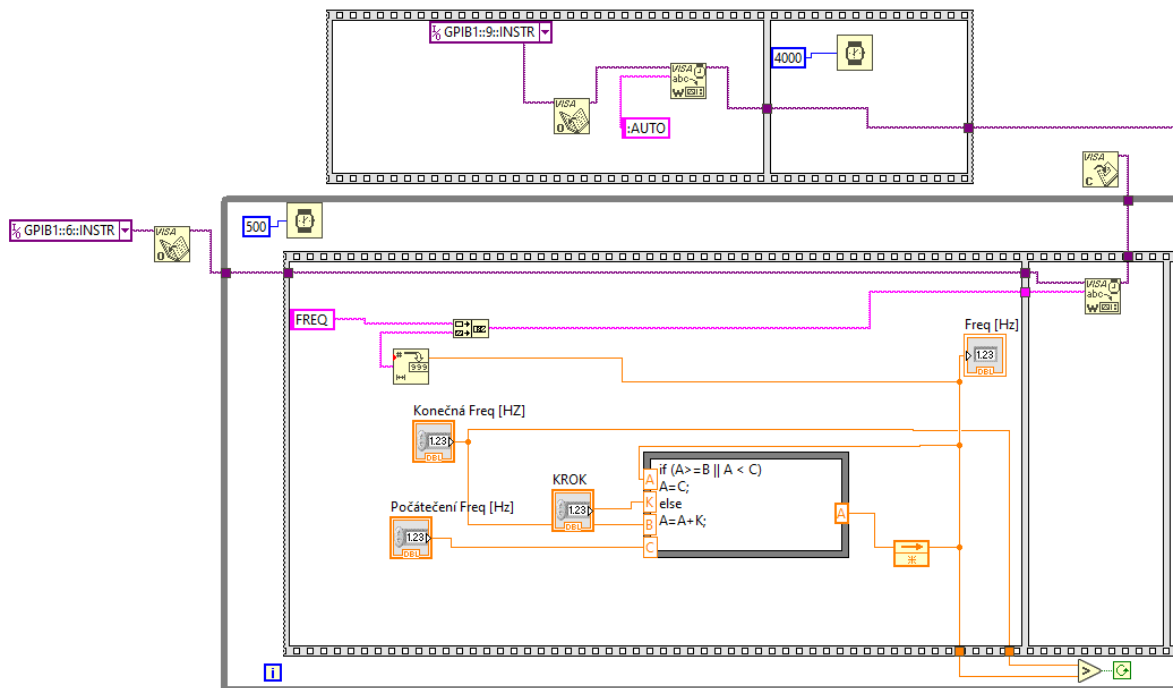 GPIB1::9::INSTR
VISA
abc
W
4000
VISA
O
:AUTO
VISA
C
500
GPIB1::6::INSTR
VISA
O
VISA
abc
W
FREQ
Freq [Hz]
1.23
DBL
#
999
Konečná Freq [HZ]
1.23
DBL
KROK
1.23
DBL
Počátečení Freq [Hz]
1.23
DBL
A
K
B
C
if (A>=B || A < C)
A=C;
else
A=A+K;
A
i
>